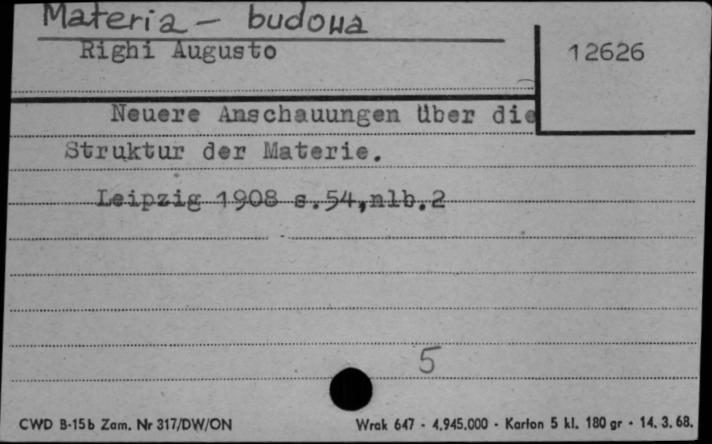 Materia - budowa
Righi Augusto
12626
Neuere Anschauungen über die
Struktur der Materie.
Leipzig 1908 s.54,nlb.2
5
CWD B-15b Zam. Nr 317/DW/ON
Wrak 647 - 4.945.000 - Karton 5 kl. 180 gr - 14. 3. 68.